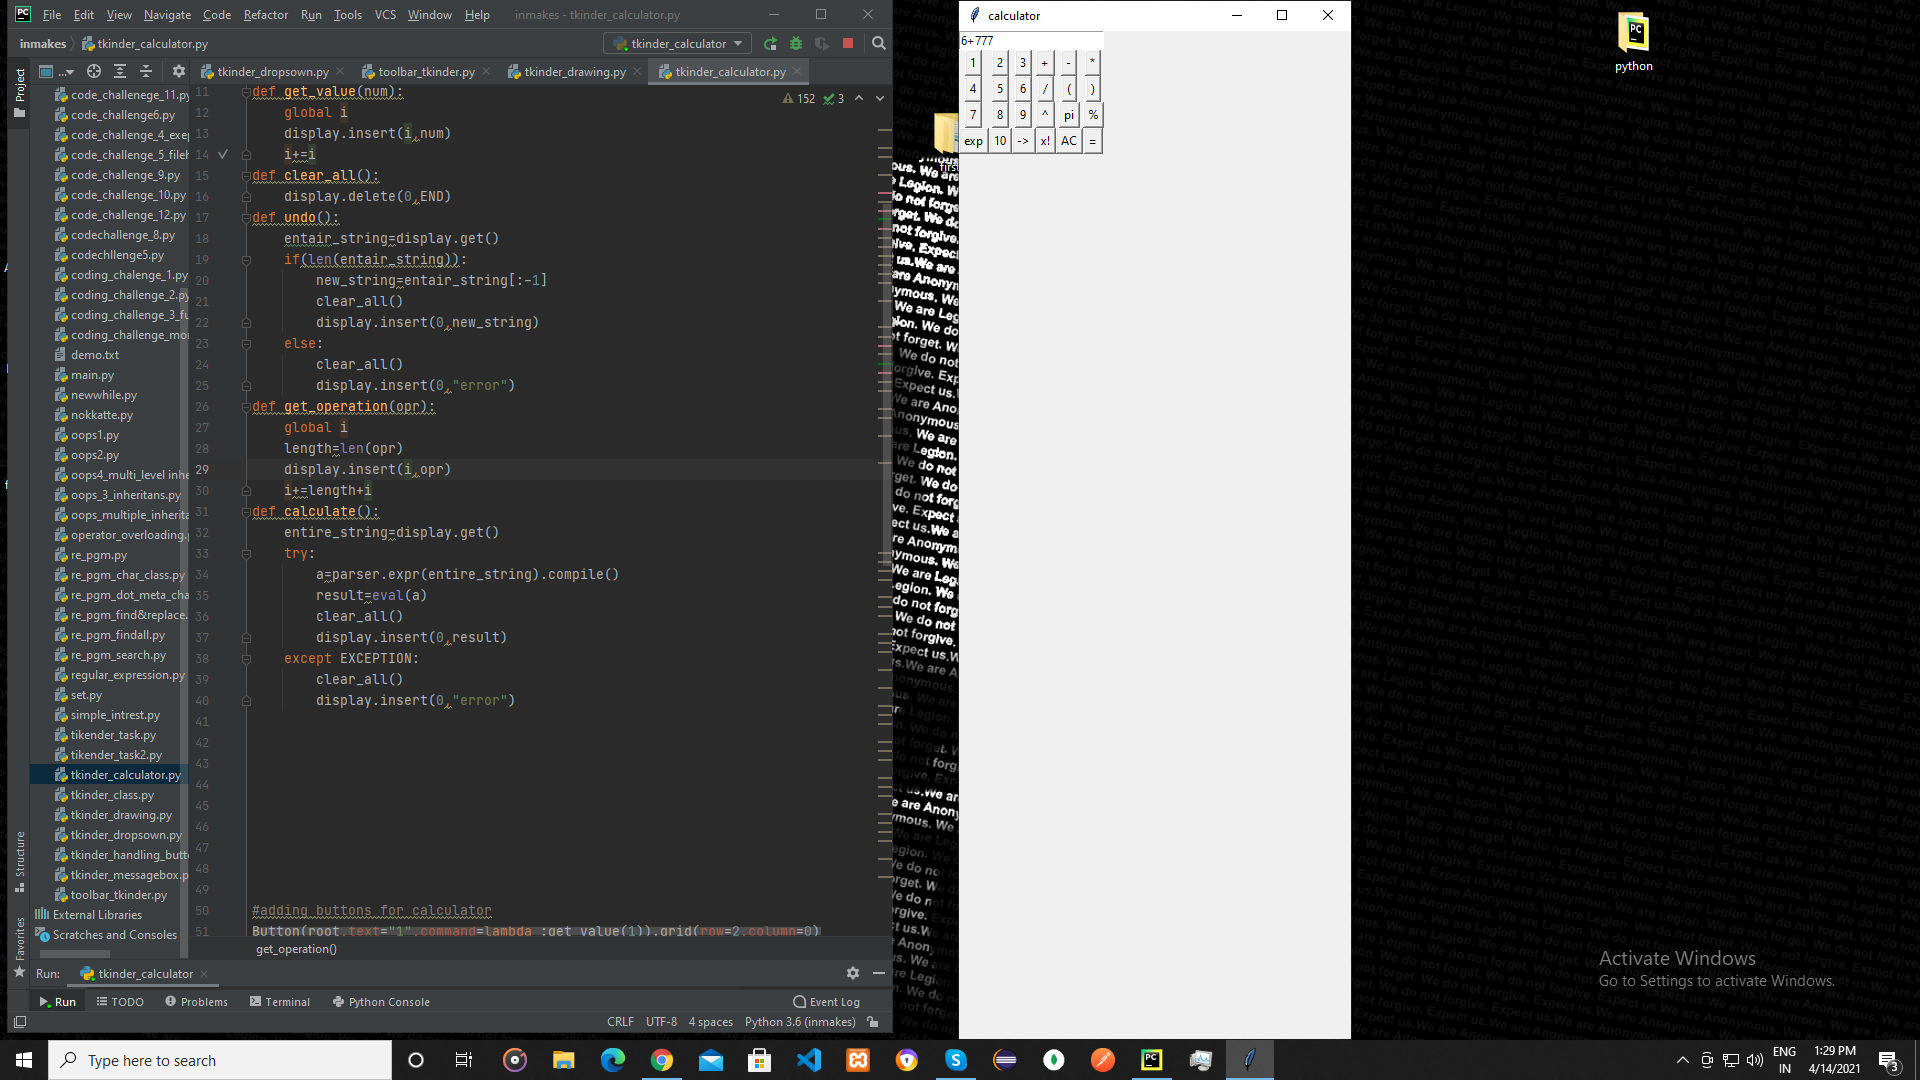 File Edit View Navigate Code Refactor Run Tools VCS Window Help inmakes - tkinder_calculator.py
inmakes tkinder_calculator.py tkinder_calculator
Project ... tkinder_dropsown.py toolbar_tkinder.py tkinder_drawing.py tkinder_calculator.py
code_challenege_11.py
code_challenge6.py
code_challenge_4_exe
code_challenge_5_fileh
code_challenge_9.py
code_challenge_10.py
code_challenge_12.py
codechallenge_8.py
codechllenge5.py
coding_chalenge_1.py
coding_challenge_2.py
coding_challenge_3_fu
coding_challenge_mo
demo.txt
main.py
newwhile.py
nokkatte.py
oops1.py
oops2.py
oops4_multi_level inhe
oops_3_inheritans.py
oops_multiple_inherita
operator_overloading.
re_pgm.py
re_pgm_char_class.py
re_pgm_dot_meta_cha
re_pgm_find&replace.
re_pgm_findall.py
re_pgm_search.py
regular_expression.py
set.py
simple_intrest.py
tikender_task.py
tikender_task2.py
tkinder_calculator.py
tkinder_class.py
tkinder_drawing.py
tkinder_dropsown.py
tkinder_handling_butt
tkinder_messagebox.p
toolbar_tkinder.py
External Libraries
Scratches and Consoles
Structure
Favorites
152 3
11 def get_value(num):
12 global i
13 display.insert(i,num)
14 i+=i
15 def clear_all():
16 display.delete(0,END)
17 def undo():
18 entair_string=display.get()
19 if(len(entair_string)):
20 new_string=entair_string[:-1]
21 clear_all()
22 display.insert(0,new_string)
23 else:
24 clear_all()
25 display.insert(0,"error")
26 def get_operation(opr):
27 global i
28 length=len(opr)
29 display.insert(i,opr)
30 i+=length+i
31 def calculate():
32 entire_string=display.get()
33 try:
34 a=parser.expr(entire_string).compile()
35 result=eval(a)
36 clear_all()
37 display.insert(0,result)
38 except EXCEPTION:
39 clear_all()
40 display.insert(0,"error")
41
42
43
44
45
46
47
48
49
50 #adding buttons for calculator
51 Button(root,text="1",command=lambda :get_value(1)).grid(row=2,column=0)
get_operation()
Run: tkinder_calculator
Run TODO Problems Terminal Python Console Event Log
CRLF UTF-8 4 spaces Python 3.6 (inmakes)
calculator
6+777
1 2 3 + - *
4 5 6 / ( )
7 8 9 ^ pi %
exp 10 -> x! AC =
python
first
Activate Windows
Go to Settings to activate Windows.
Type here to search
ENG
IN
1:29 PM
4/14/2021
3